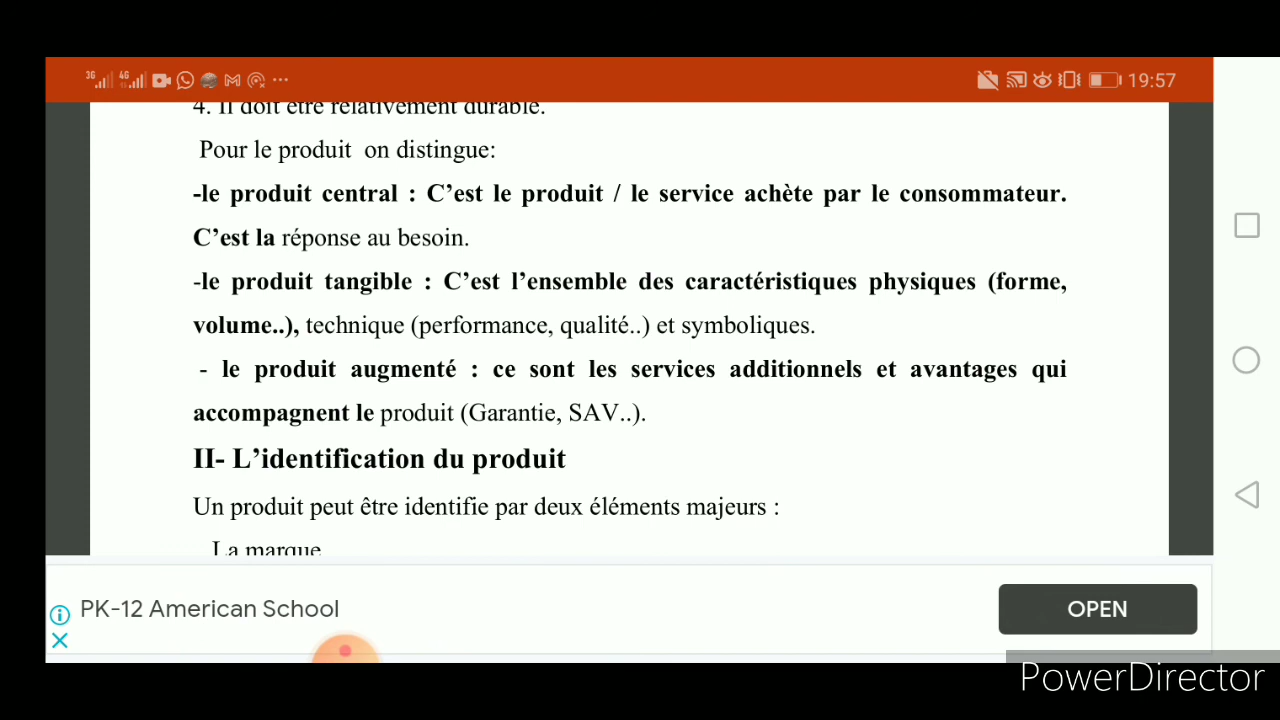 3G 4G 19:57
4. Il doit être relativement durable.
Pour le produit on distingue:
-le produit central : C’est le produit / le service achète par le consommateur.
C’est la réponse au besoin.
-le produit tangible : C’est l’ensemble des caractéristiques physiques (forme,
volume..), technique (performance, qualité..) et symboliques.
- le produit augmenté : ce sont les services additionnels et avantages qui
accompagnent le produit (Garantie, SAV..).
II- L’identification du produit
Un produit peut être identifie par deux éléments majeurs :
La marque
PK-12 American School
OPEN
PowerDirector